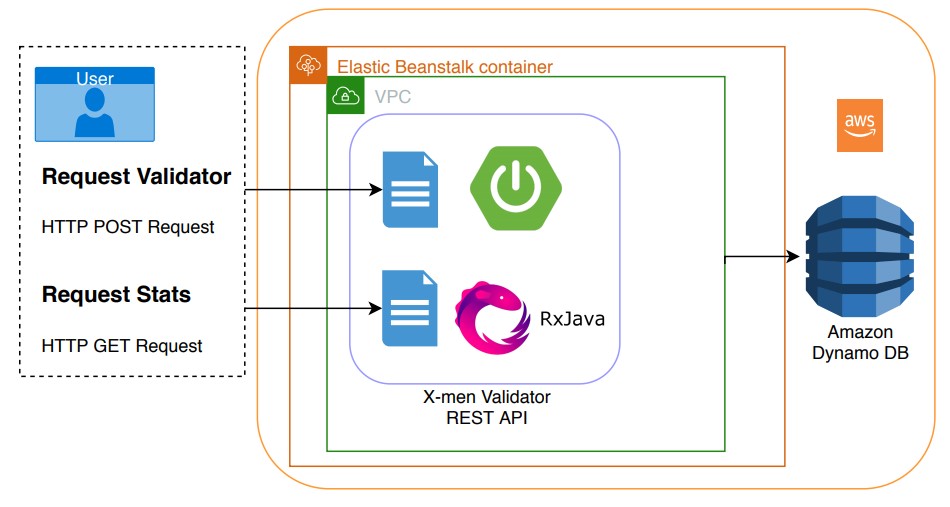 User
Request Validator
HTTP POST Request
Request Stats
HTTP GET Request
Elastic Beanstalk container
VPC
RxJava
X-men Validator
REST API
aws
Amazon
Dynamo DB